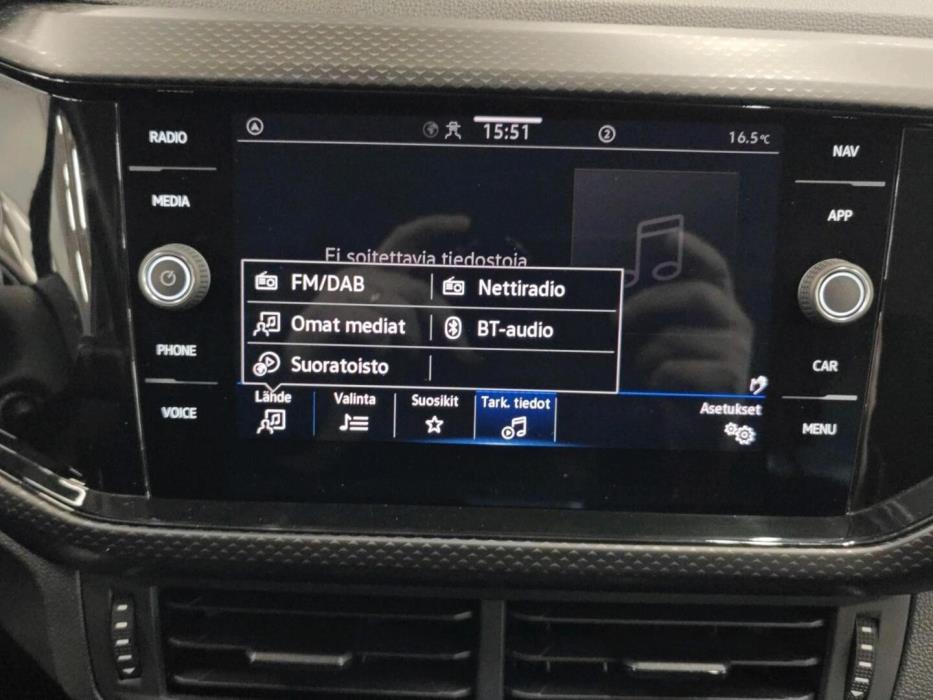 RADIO
MEDIA
PHONE
VOICE
15:51
2
16.5°C
Ei soitettavia tiedostoja
FM/DAB
Nettiradio
Omat mediat
BT-audio
Suoratoisto
Lähde
Valinta
Suosikit
Tark. tiedot
Asetukset
NAV
APP
CAR
MENU